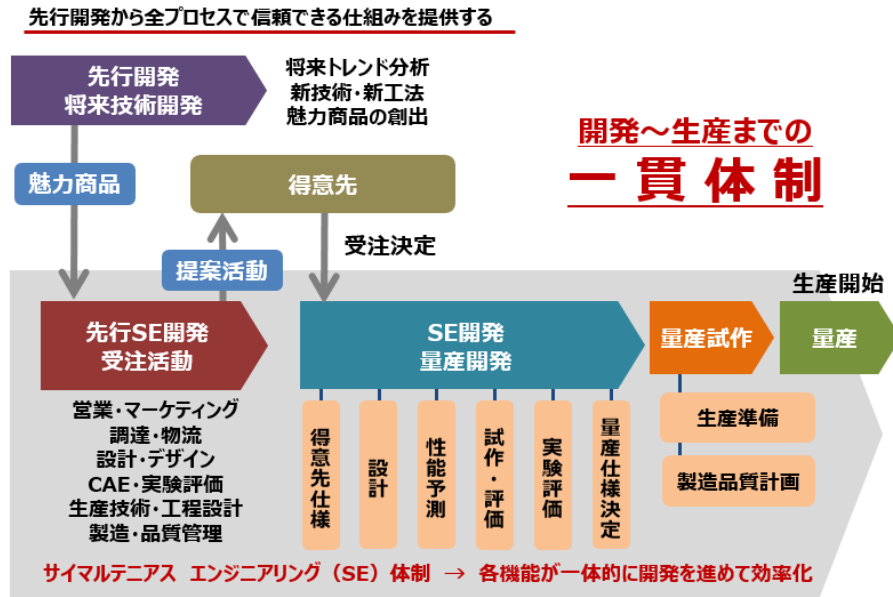 先行開発から全プロセスで信頼できる仕組みを提供する
先行開発
将来技術開発
将来トレンド分析
新技術・新工法
魅力商品の創出
開発～生産までの
一貫体制
魅力商品
得意先
提案活動
受注決定
生産開始
先行SE開発
受注活動
SE開発
量産開発
量産試作
量産
営業・マーケティング
調達・物流
設計・デザイン
CAE・実験評価
生産技術・工程設計
製造・品質管理
得意先仕様
設計
性能予測
試作・評価
実験評価
量産仕様決定
生産準備
製造品質計画
サイマルテニアス エンジニアリング（SE）体制 → 各機能が一体的に開発を進めて効率化